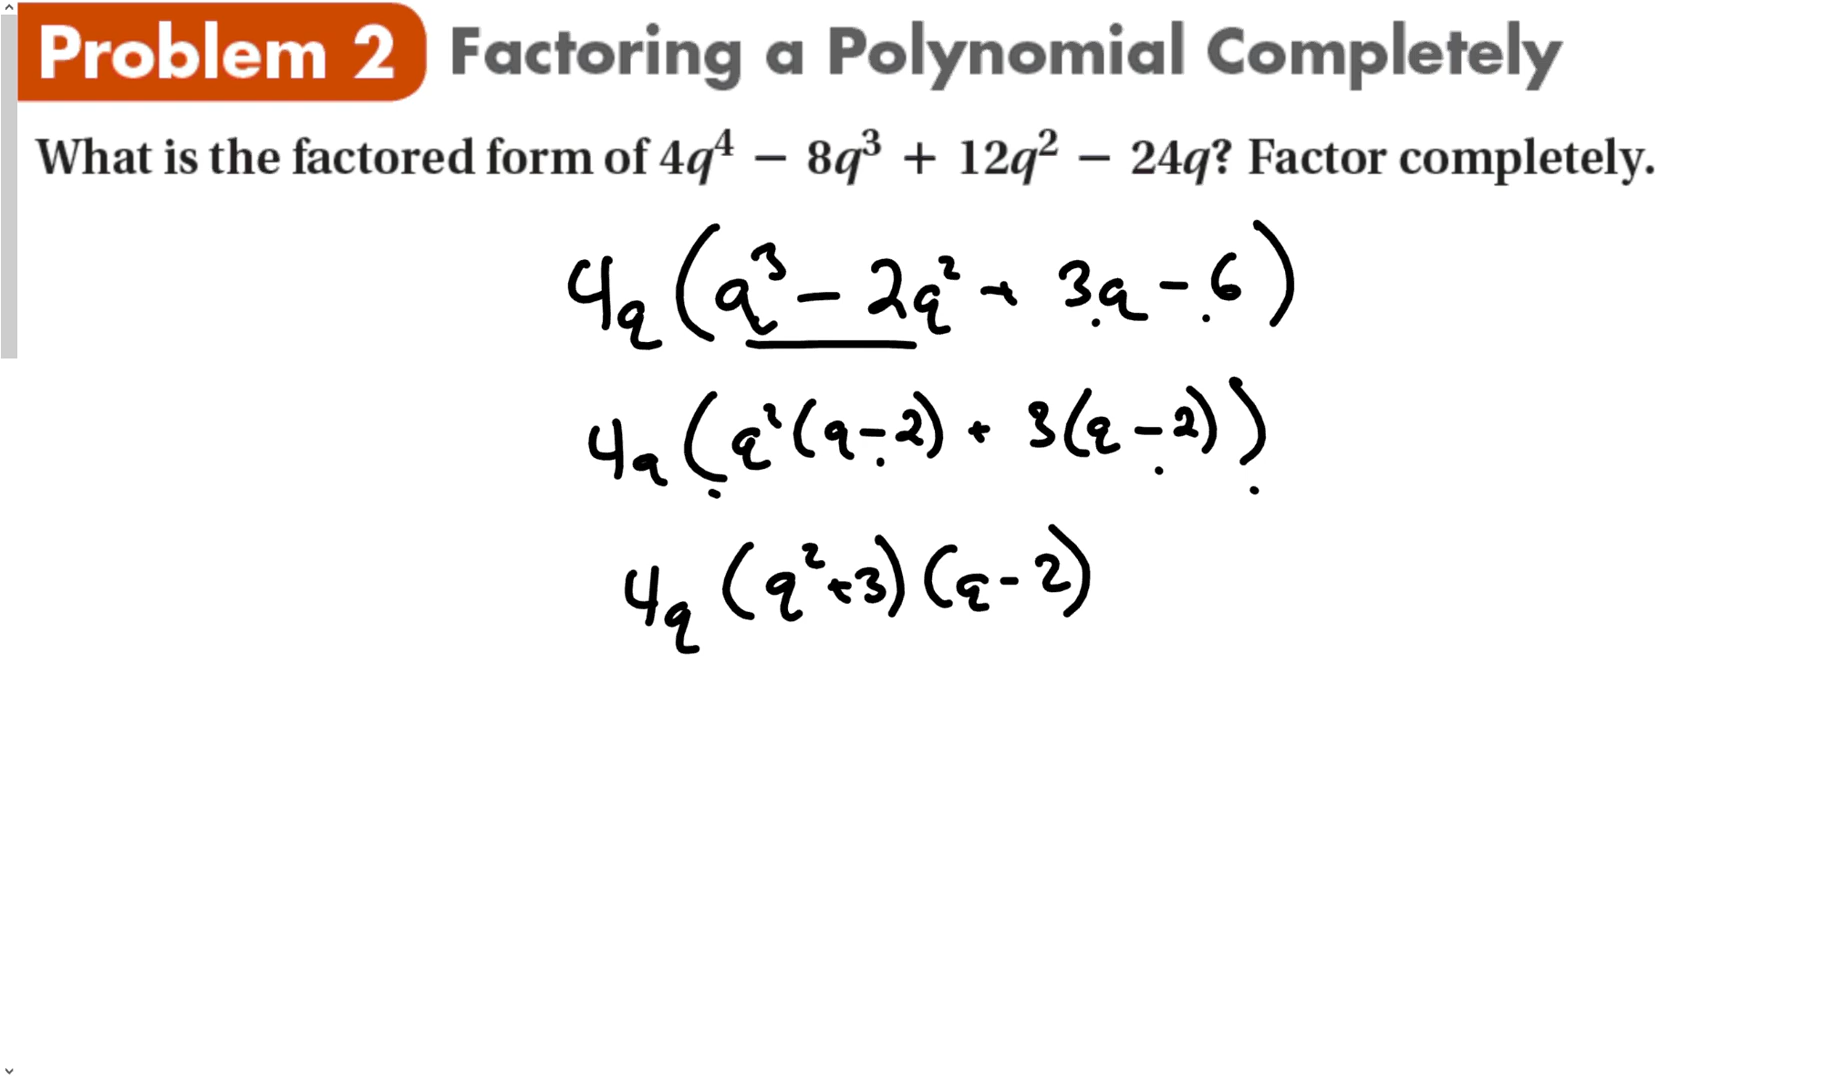 Problem 2 Factoring a Polynomial Completely
What is the factored form of 4q⁴ − 8q³ + 12q² − 24q? Factor completely.
4q(q³ − 2q² + 3q − 6)
4q(q²(q − 2) + 3(q − 2))
4q(q² + 3)(q − 2)